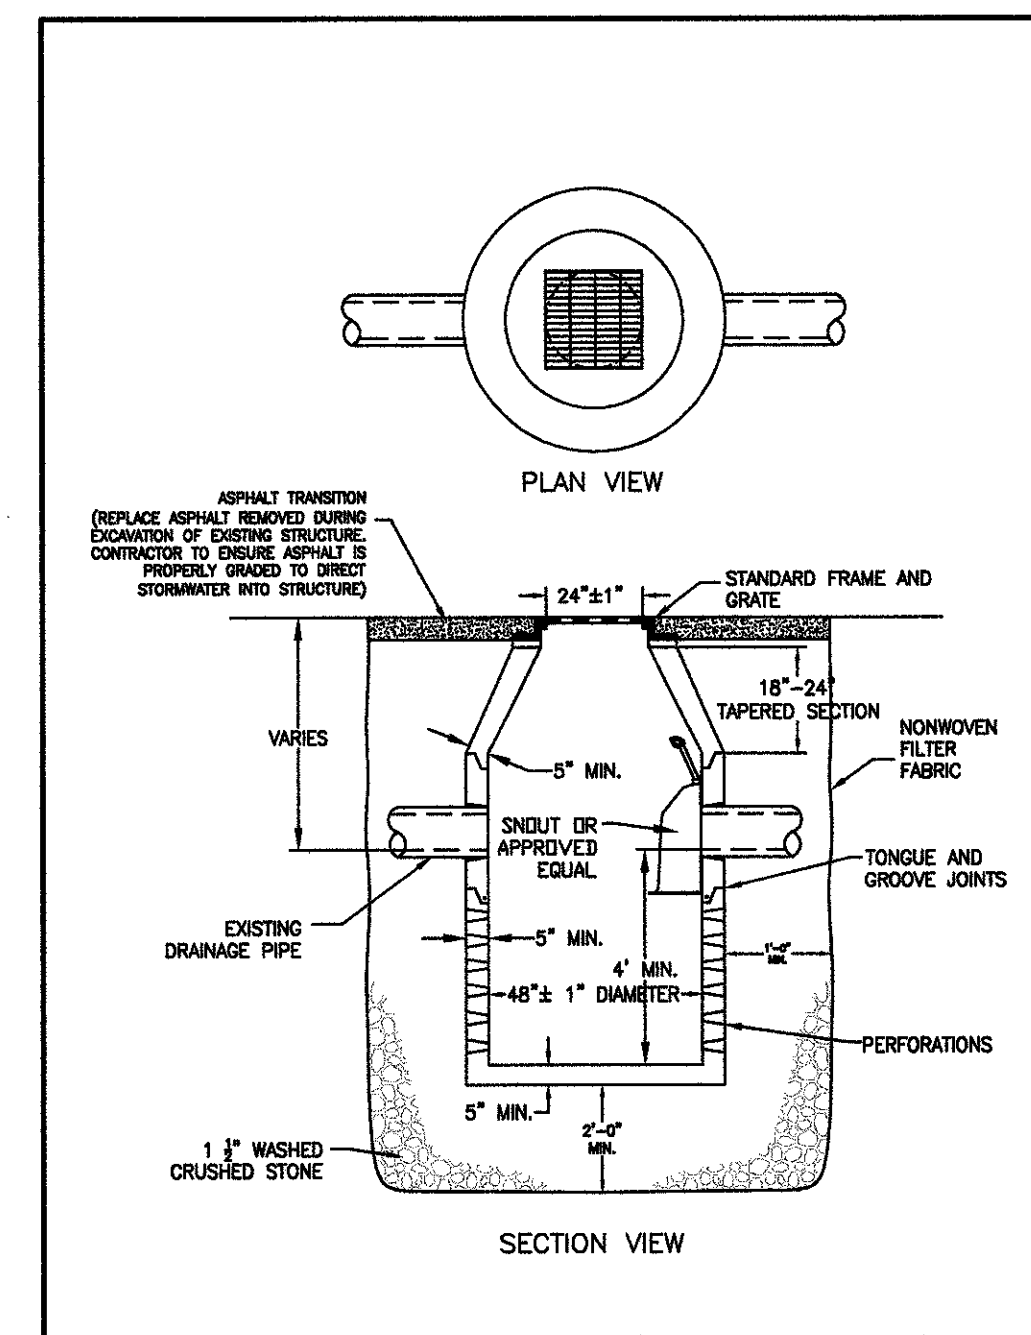 PLAN VIEW
ASPHALT TRANSITION
(REPLACE ASPHALT REMOVED DURING
EXCAVATION OF EXISTING STRUCTURE.
CONTRACTOR TO ENSURE ASPHALT IS
PROPERLY GRADED TO DIRECT
STORMWATER INTO STRUCTURE)
24"±1"
STANDARD FRAME AND
GRATE
18"-24"
TAPERED SECTION
VARIES
NONWOVEN
FILTER
FABRIC
5" MIN.
SNOUT OR
APPROVED
EQUAL
TONGUE AND
GROOVE JOINTS
EXISTING
DRAINAGE PIPE
5" MIN.
1'-0"
MIN.
4' MIN.
48"± 1" DIAMETER
PERFORATIONS
5" MIN.
2'-0"
MIN.
1 1/2" WASHED
CRUSHED STONE
SECTION VIEW